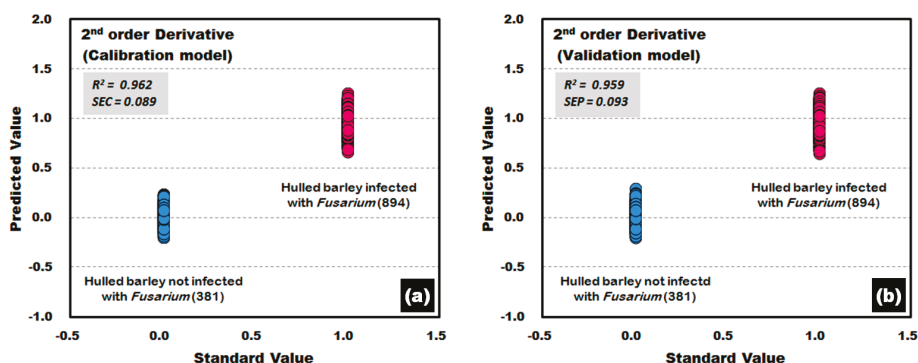 2nd order Derivative
(Calibration model)
R² = 0.962
SEC = 0.089
Predicted Value
2.0
1.5
1.0
0.5
0.0
-0.5
-1.0
Hulled barley infected
with Fusarium (894)
Hulled barley not infected
with Fusarium (381)
(a)
-0.5
0.0
0.5
1.0
1.5
Standard Value
2nd order Derivative
(Validation model)
R² = 0.959
SEP = 0.093
Predicted Value
2.0
1.5
1.0
0.5
0.0
-0.5
-1.0
Hulled barley infected
with Fusarium (894)
Hulled barley not infectd
with Fusarium (381)
(b)
-0.5
0.0
0.5
1.0
1.5
Standard Value